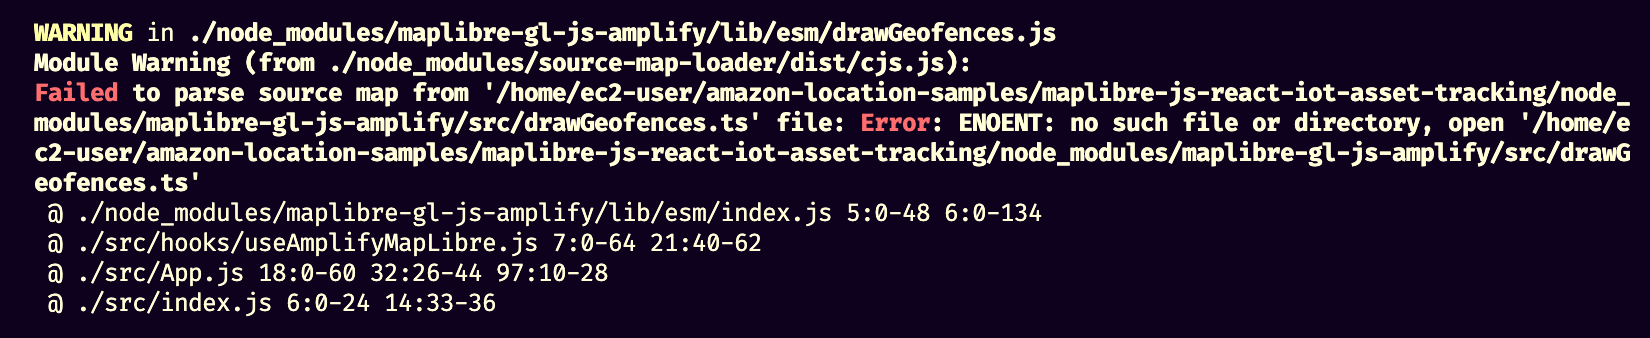 WARNING in ./node_modules/maplibre-gl-js-amplify/lib/esm/drawGeofences.js
Module Warning (from ./node_modules/source-map-loader/dist/cjs.js):
Failed to parse source map from '/home/ec2-user/amazon-location-samples/maplibre-js-react-iot-asset-tracking/node_
modules/maplibre-gl-js-amplify/src/drawGeofences.ts' file: Error: ENOENT: no such file or directory, open '/home/e
c2-user/amazon-location-samples/maplibre-js-react-iot-asset-tracking/node_modules/maplibre-gl-js-amplify/src/drawG
eofences.ts'
@ ./node_modules/maplibre-gl-js-amplify/lib/esm/index.js 5:0-48 6:0-134
@ ./src/hooks/useAmplifyMapLibre.js 7:0-64 21:40-62
@ ./src/App.js 18:0-60 32:26-44 97:10-28
@ ./src/index.js 6:0-24 14:33-36